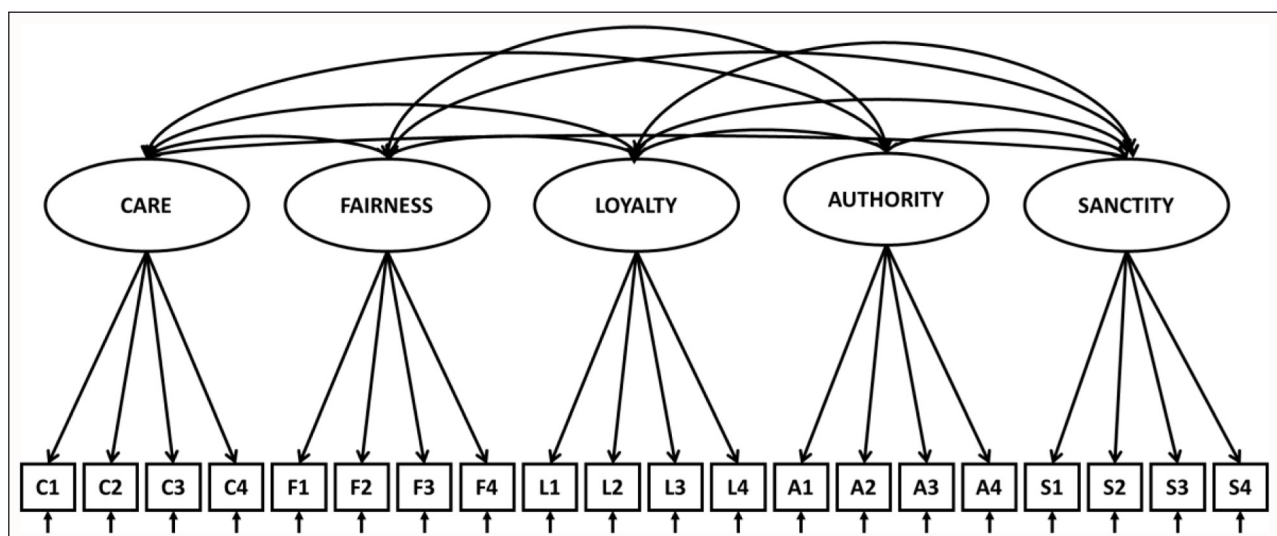 CARE FAIRNESS LOYALTY AUTHORITY SANCTITY
C1 C2 C3 C4 F1 F2 F3 F4 L1 L2 L3 L4 A1 A2 A3 A4 S1 S2 S3 S4